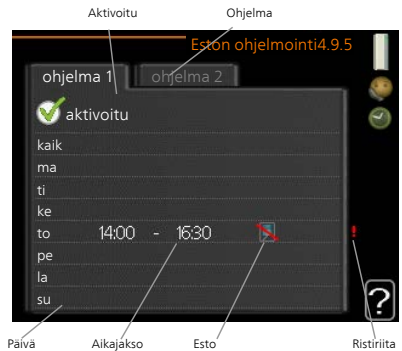 Aktivoitu Ohjelma
Eston ohjelmointi4.9.5
ohjelma 1 ohjelma 2
aktivoitu
kaik
ma
ti
ke
to 14:00 - 16:30 !
pe
la
su
?
Päivä Aikajakso Esto Ristiriita